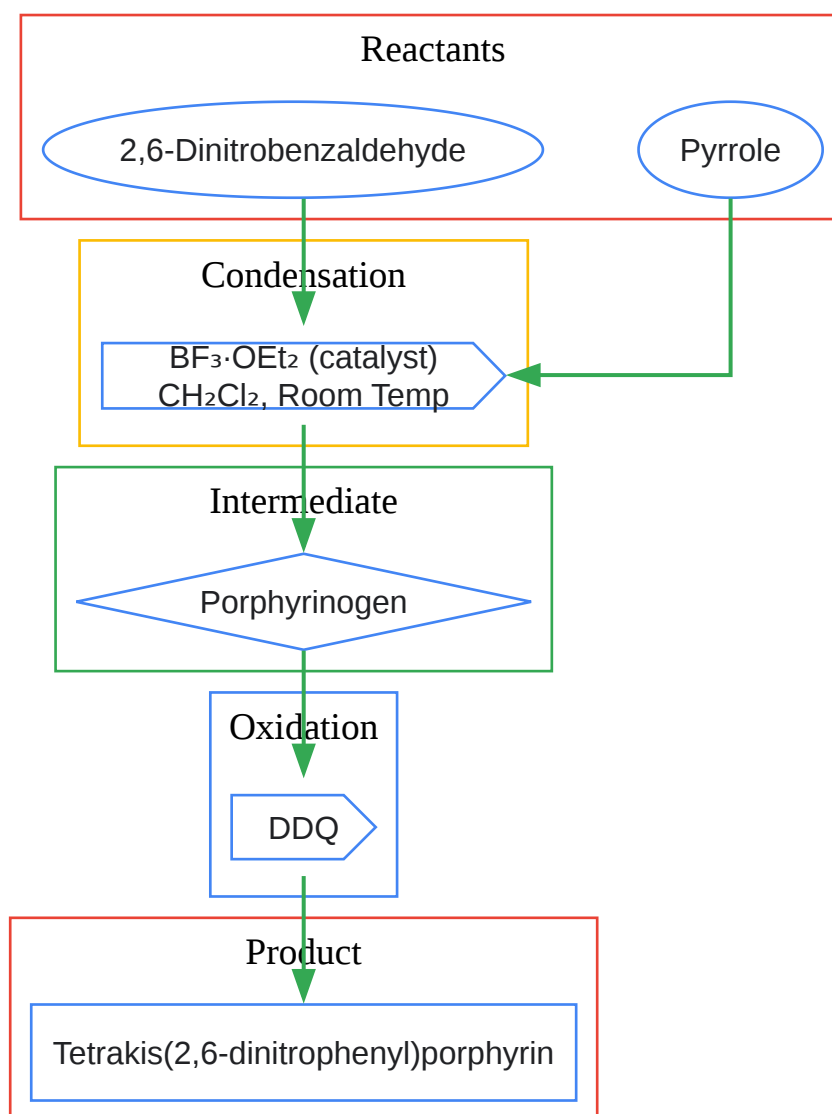 Reactants
2,6-Dinitrobenzaldehyde
Pyrrole
Condensation
BF₃·OEt₂ (catalyst)
CH₂Cl₂, Room Temp
Intermediate
Porphyrinogen
Oxidation
DDQ
Product
Tetrakis(2,6-dinitrophenyl)porphyrin